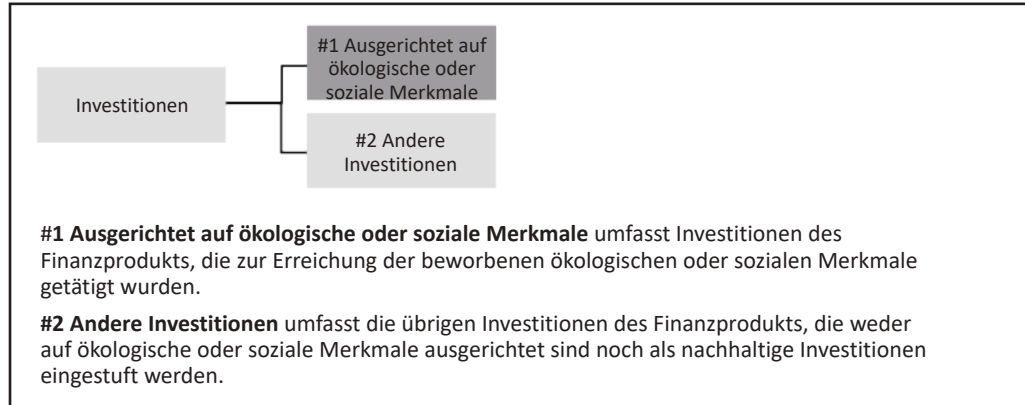 #1 Ausgerichtet auf
ökologische oder
soziale Merkmale
Investitionen
#2 Andere
Investitionen
#1 Ausgerichtet auf ökologische oder soziale Merkmale umfasst Investitionen des
Finanzprodukts, die zur Erreichung der beworbenen ökologischen oder sozialen Merkmale
getätigt wurden.
#2 Andere Investitionen umfasst die übrigen Investitionen des Finanzprodukts, die weder
auf ökologische oder soziale Merkmale ausgerichtet sind noch als nachhaltige Investitionen
eingestuft werden.